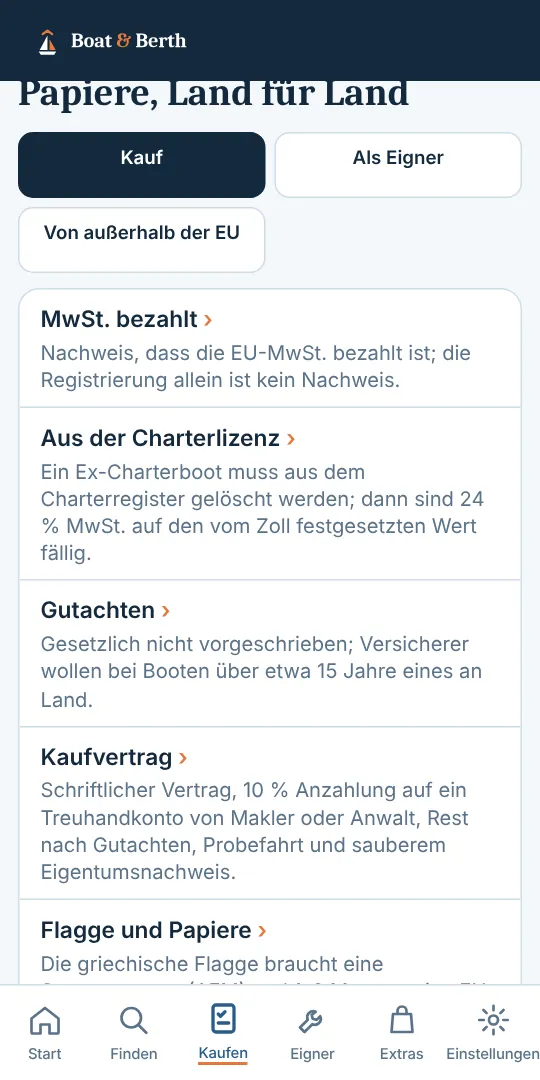 Boat & Berth
Papiere, Land für Land
Kauf
Als Eigner
Von außerhalb der EU
MwSt. bezahlt ›
Nachweis, dass die EU-MwSt. bezahlt ist; die
Registrierung allein ist kein Nachweis.
Aus der Charterlizenz ›
Ein Ex-Charterboot muss aus dem
Charterregister gelöscht werden; dann sind 24
% MwSt. auf den vom Zoll festgesetzten Wert
fällig.
Gutachten ›
Gesetzlich nicht vorgeschrieben; Versicherer
wollen bei Booten über etwa 15 Jahre eines an
Land.
Kaufvertrag ›
Schriftlicher Vertrag, 10 % Anzahlung auf ein
Treuhandkonto von Makler oder Anwalt, Rest
nach Gutachten, Probefahrt und sauberem
Eigentumsnachweis.
Flagge und Papiere ›
Die griechische Flagge braucht eine
Start
Finden
Kaufen
Eigner
Extras
Einstellungen